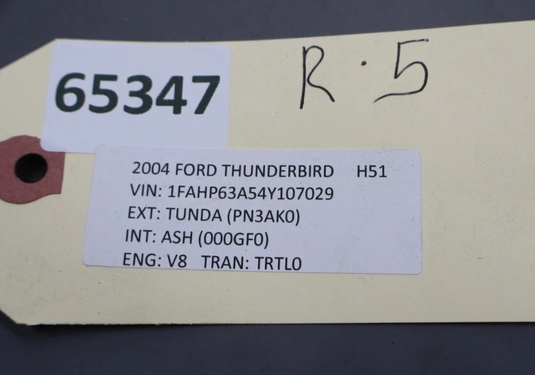 65347
R. 5
2004 FORD THUNDERBIRD H51
VIN: 1FAHP63A54Y107029
EXT: TUNDA (PN3AK0)
INT: ASH (000GF0)
ENG: V8 TRAN: TRTL0